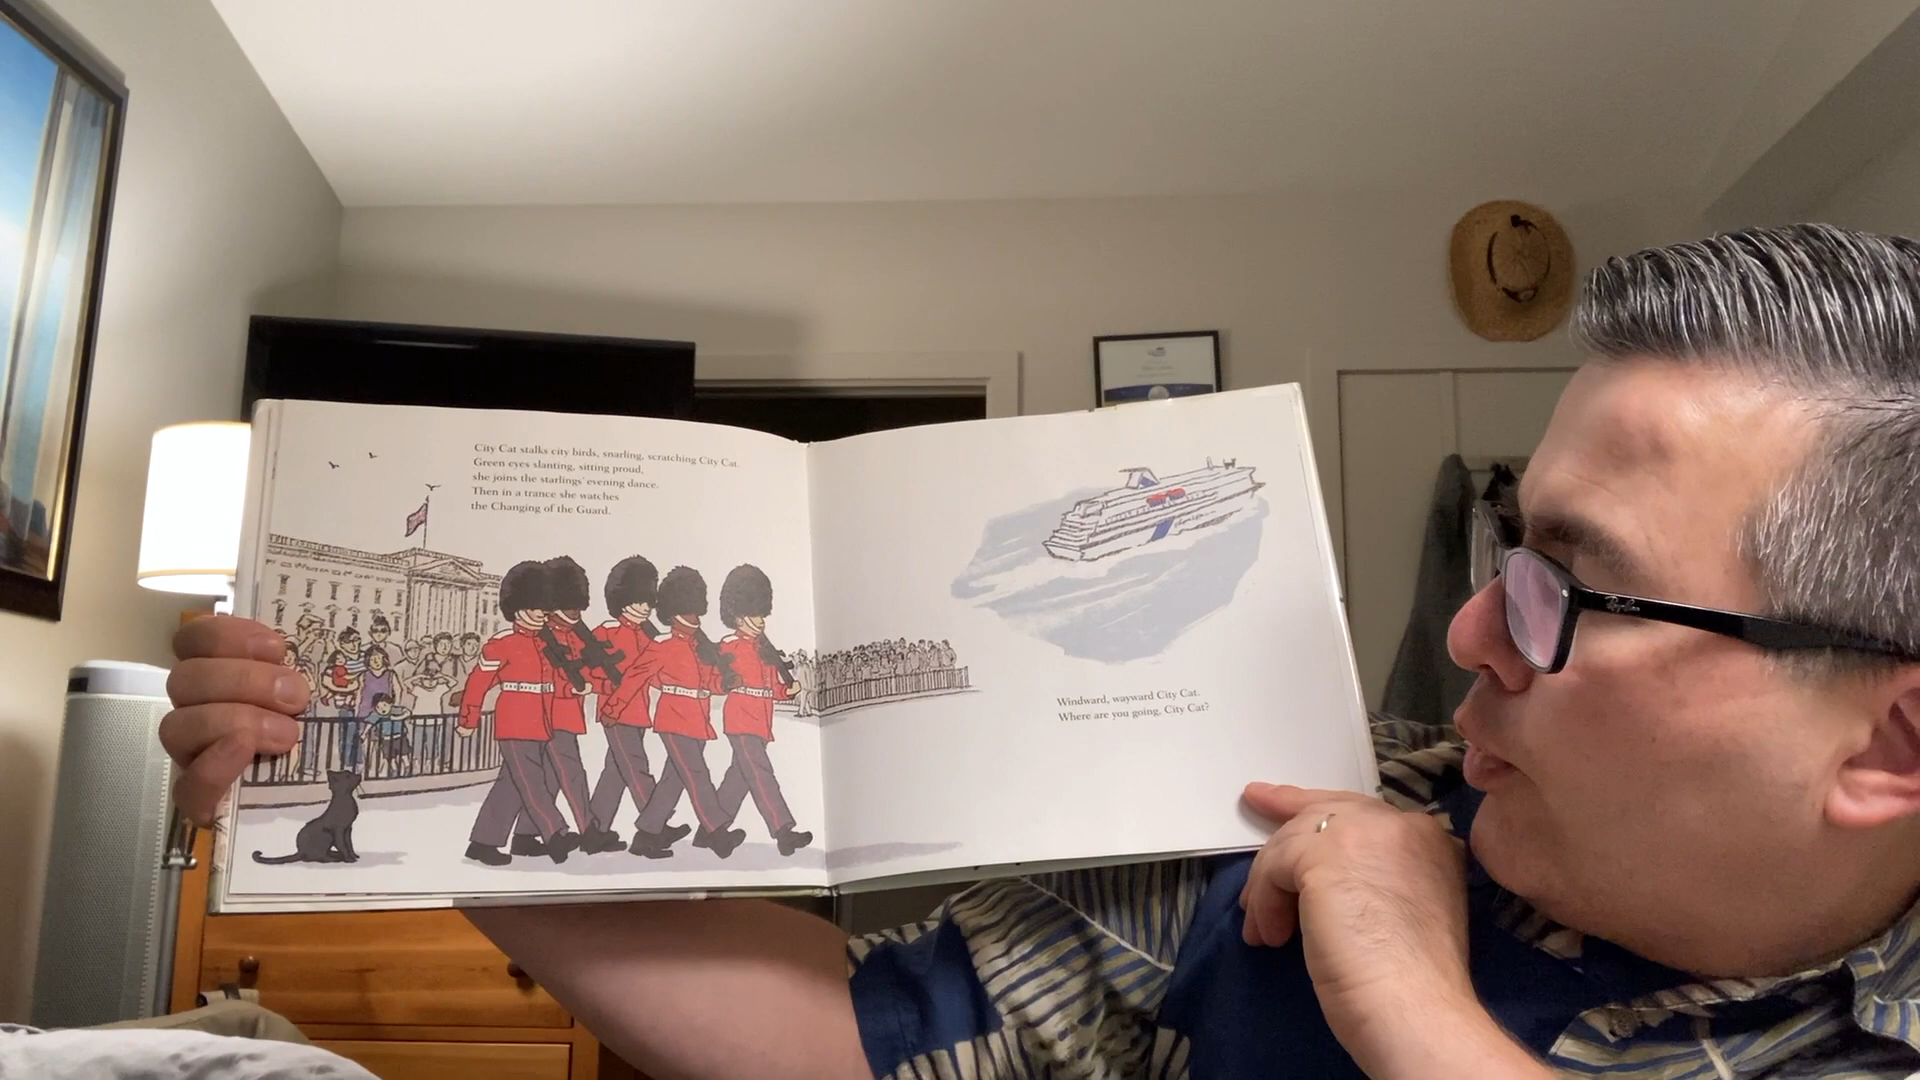 City Cat stalks city birds, snarling, scratching City Cat.
Green eyes slanting, sitting proud,
she joins the starlings' evening dance.
Then in a trance she watches
the Changing of the Guard.
Windward, wayward City Cat.
Where are you going, City Cat?
Ray-Ban